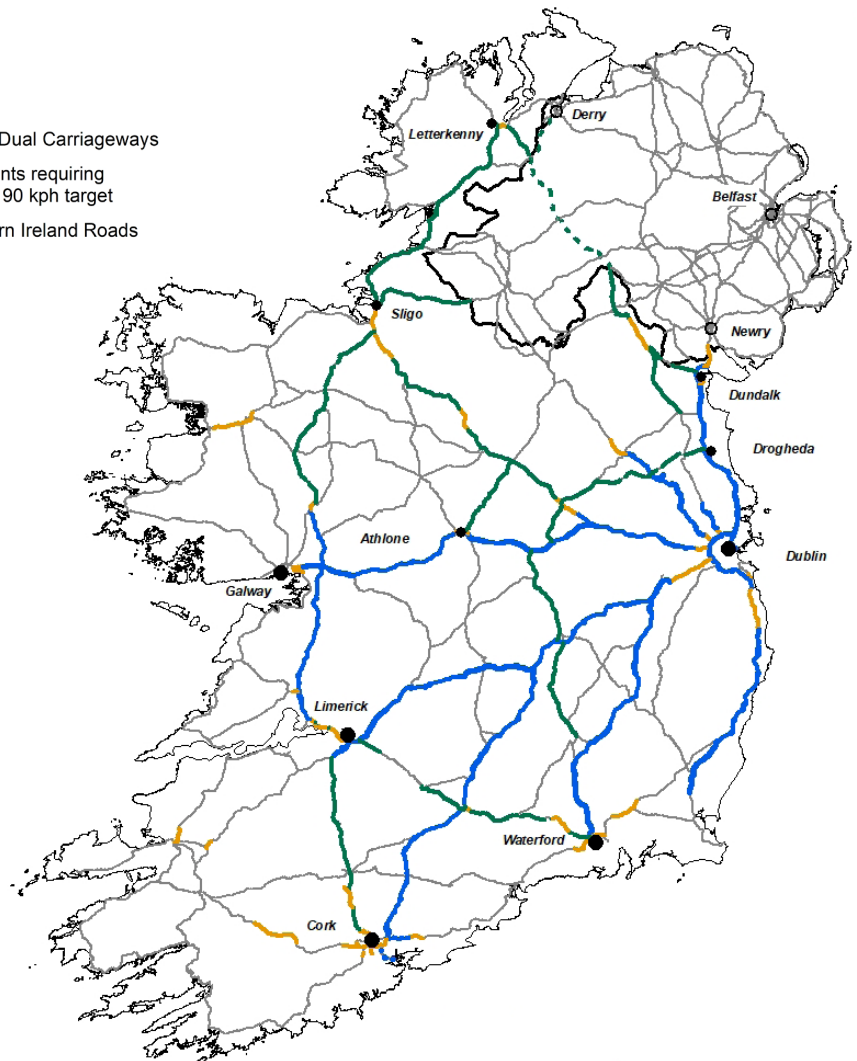 Dual Carriageways
nts requiring
90 kph target
rn Ireland Roads
Letterkenny
Derry
Belfast
Sligo
Newry
Dundalk
Drogheda
Athlone
Dublin
Galway
Limerick
Waterford
Cork